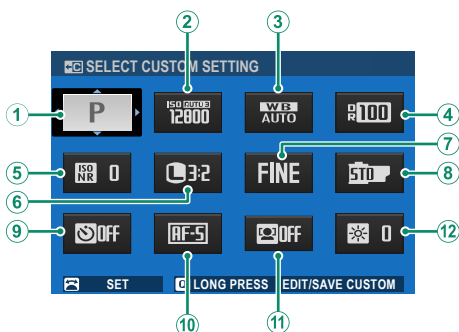 2 3
C SELECT CUSTOM SETTING
1 P ISO AUTO 3 12800 WB AUTO DR 100 4
7
5 ISO NR 0 L 3:2 FINE STD 8
6
9 OFF AF-S OFF 0 12
SET Q LONG PRESS EDIT/SAVE CUSTOM
10 11